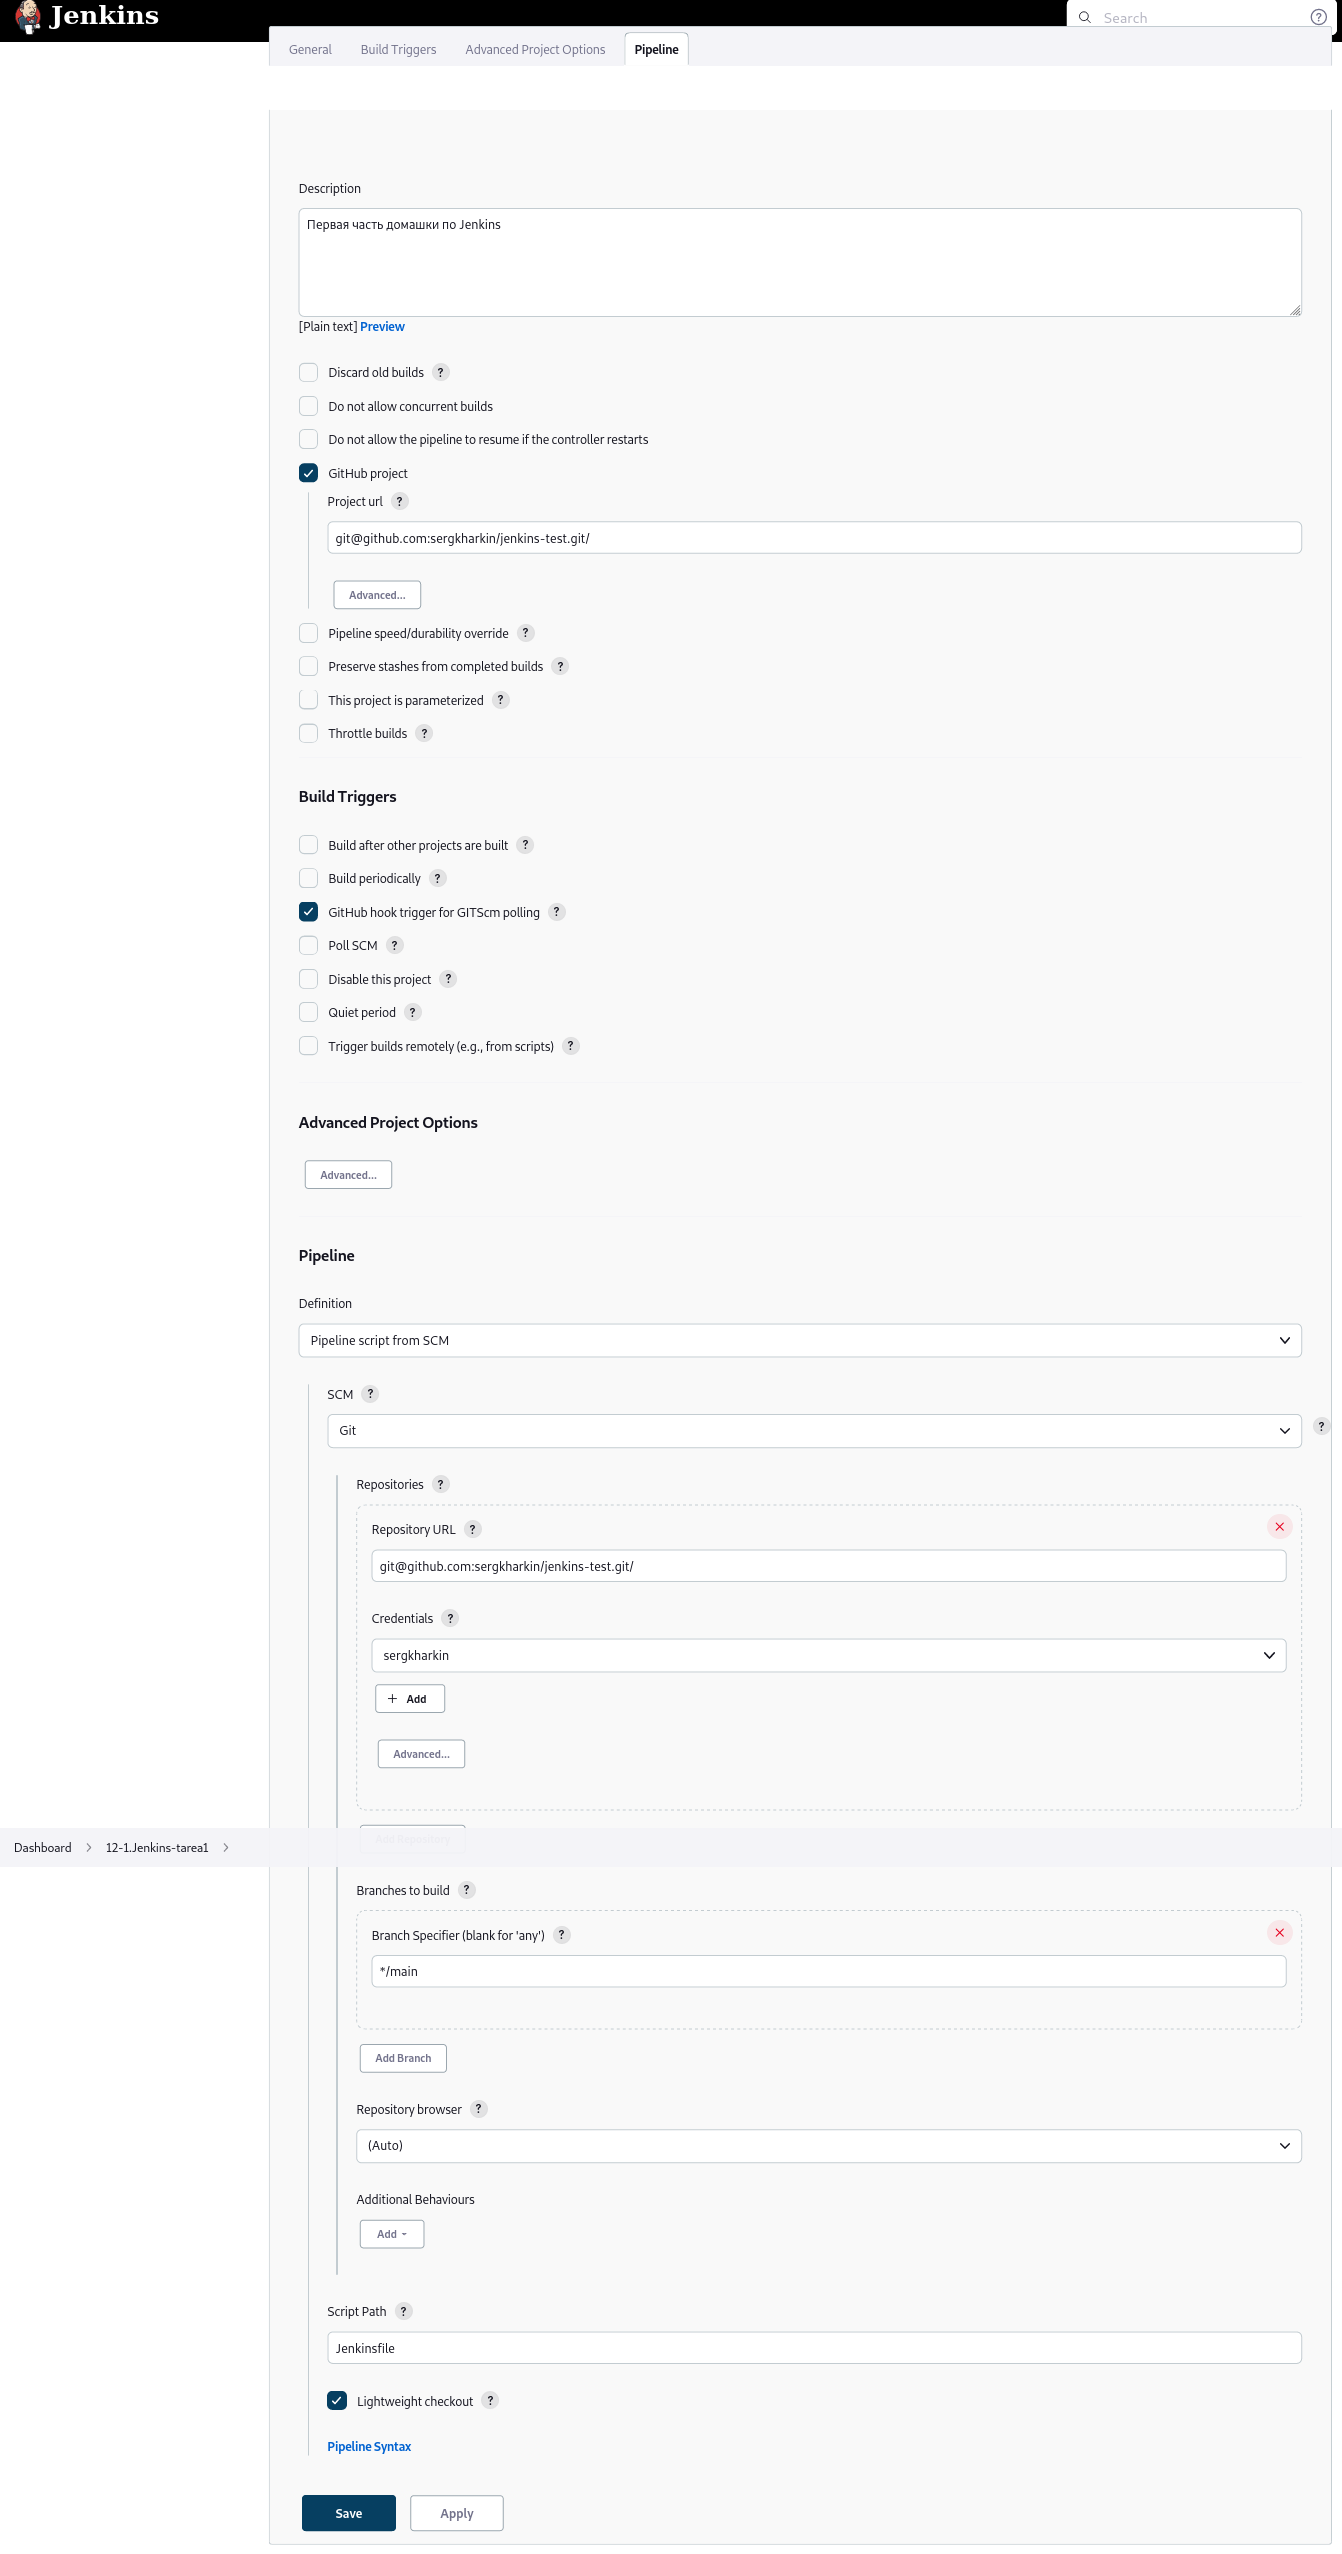 Jenkins
Search
General
Build Triggers
Advanced Project Options
Pipeline
Description
Первая часть домашки по Jenkins
[Plain text] Preview
Discard old builds ?
Do not allow concurrent builds
Do not allow the pipeline to resume if the controller restarts
GitHub project
Project url ?
git@github.com:sergkharkin/jenkins-test.git/
Advanced...
Pipeline speed/durability override ?
Preserve stashes from completed builds ?
This project is parameterized ?
Throttle builds ?
Build Triggers
Build after other projects are built ?
Build periodically ?
GitHub hook trigger for GITScm polling ?
Poll SCM ?
Disable this project ?
Quiet period ?
Trigger builds remotely (e.g., from scripts) ?
Advanced Project Options
Advanced...
Pipeline
Definition
Pipeline script from SCM
SCM ?
Git
?
Repositories ?
Repository URL ?
git@github.com:sergkharkin/jenkins-test.git/
Credentials ?
sergkharkin
+ Add
Advanced...
Add Repository
Dashboard > 12-1.Jenkins-tarea1 >
Branches to build ?
Branch Specifier (blank for 'any') ?
*/main
Add Branch
Repository browser ?
(Auto)
Additional Behaviours
Add
Script Path ?
Jenkinsfile
Lightweight checkout ?
Pipeline Syntax
Save
Apply